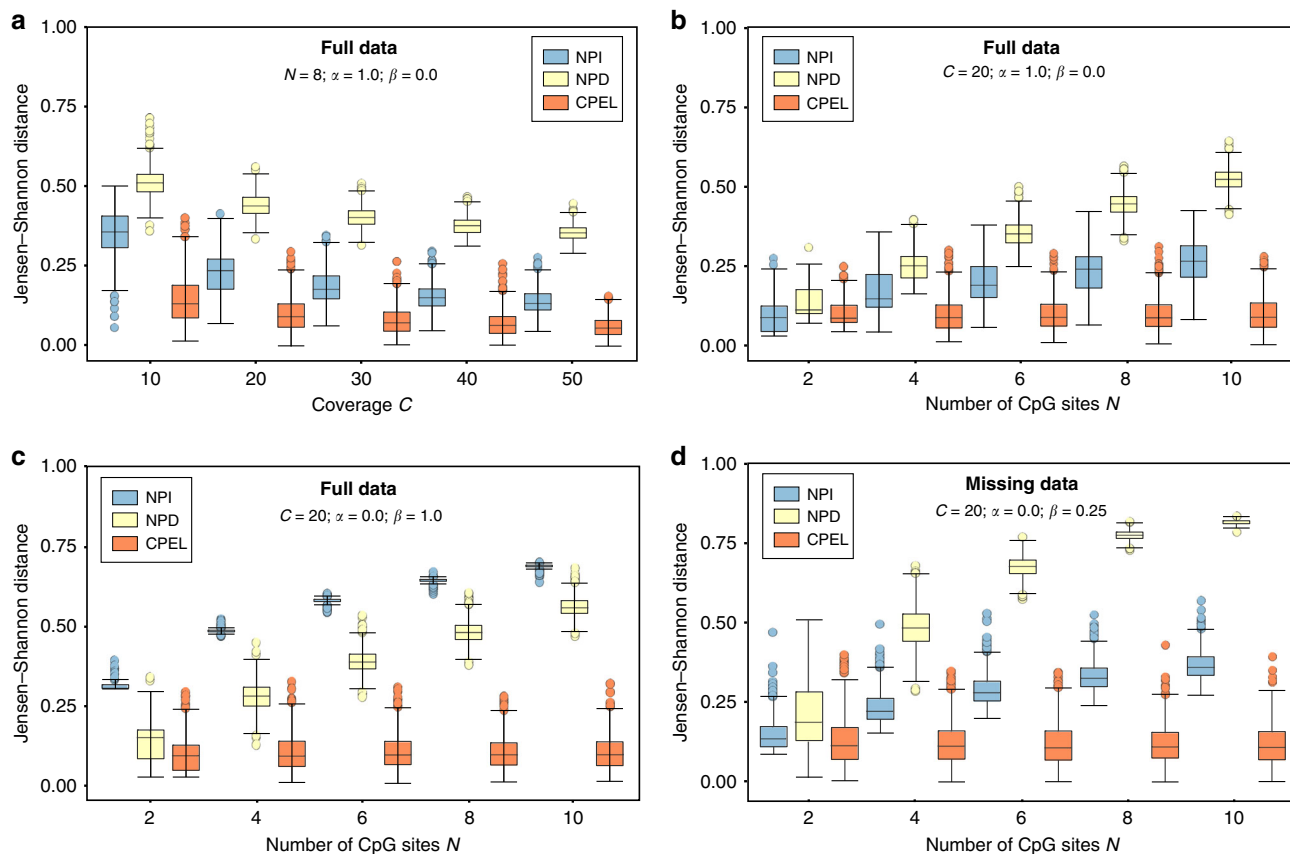 a
Full data
N = 8; α = 1.0; β = 0.0
NPI
NPD
CPEL
Jensen–Shannon distance
1.00
0.75
0.50
0.25
0.00
10 20 30 40 50
Coverage C
b
Full data
C = 20; α = 1.0; β = 0.0
NPI
NPD
CPEL
Jensen–Shannon distance
1.00
0.75
0.50
0.25
0.00
2 4 6 8 10
Number of CpG sites N
c
Full data
C = 20; α = 0.0; β = 1.0
NPI
NPD
CPEL
Jensen–Shannon distance
1.00
0.75
0.50
0.25
0.00
2 4 6 8 10
Number of CpG sites N
d
Missing data
C = 20; α = 0.0; β = 0.25
NPI
NPD
CPEL
Jensen–Shannon distance
1.00
0.75
0.50
0.25
0.00
2 4 6 8 10
Number of CpG sites N